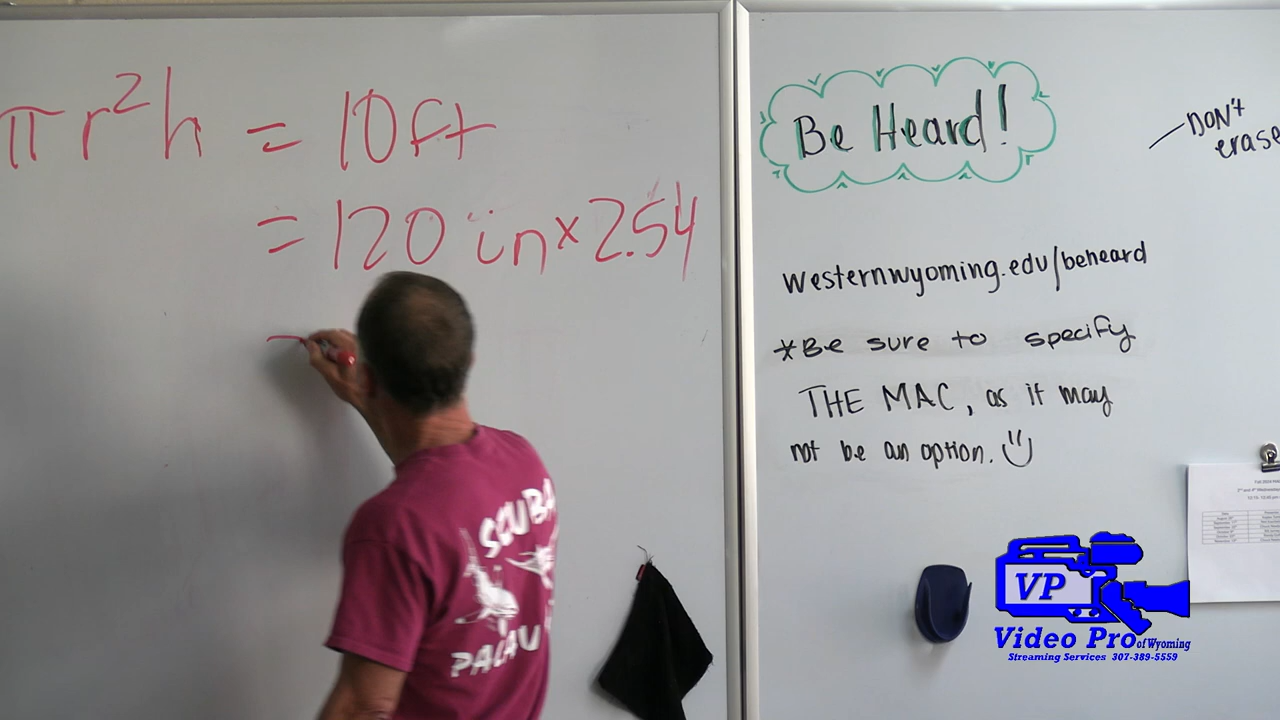 πr²h = 10ft
= 120 in x 2.54
Be Heard!
DON't
erase
westernwyoming.edu/beheard
*Be sure to specify
THE MAC, as it may
not be an option.
SCUBA
PALAU
VP
Video Pro of Wyoming
Streaming Services 307-389-5559